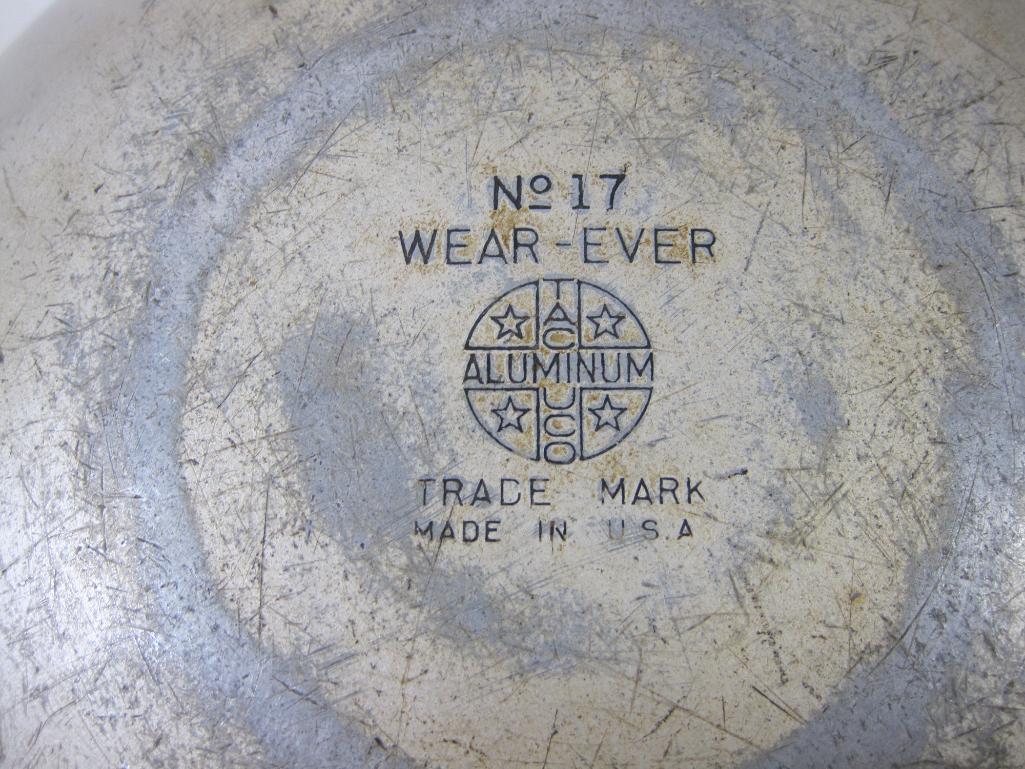 Nº 17
WEAR-EVER
TACUCO
ALUMINUM
TRADE MARK
MADE IN U.S.A